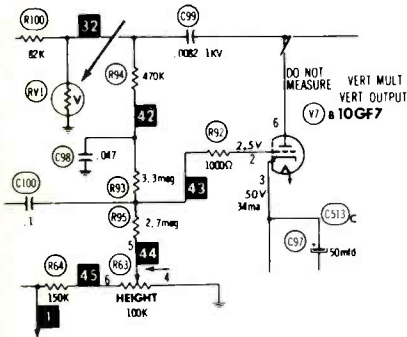 R100
82K
32
C99
.0082 1KV
RV1
V
R94
470K
42
C98
.047
DO NOT
MEASURE
VERT MULT
VERT OUTPUT
V7 B 10GF7
6
R92
1000Ω
2.5V
2
3
50V
34ma
C100
.1
R93
3.3meg
43
R95
2.7meg
C513 C
C97
+
50mfd
R64
150K
45
6
5
44
R63
4
HEIGHT
100K
1